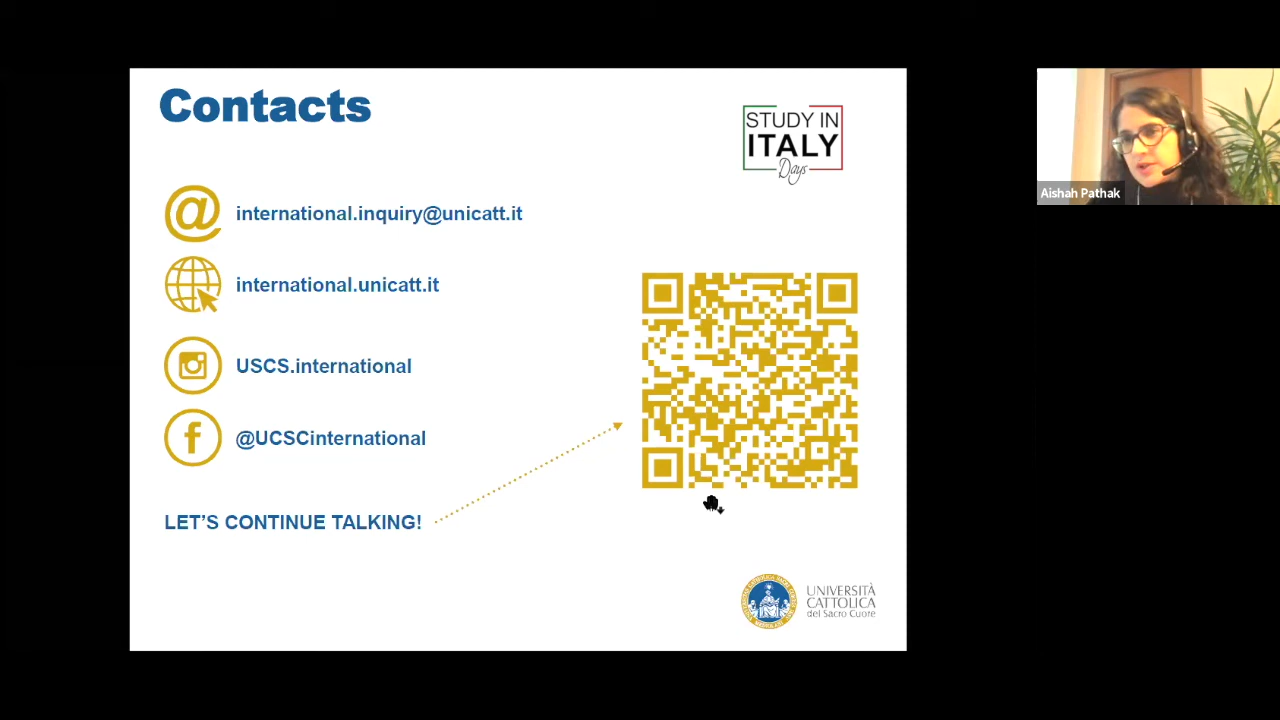 Contacts
STUDY IN
ITALY
Days
Aishah Pathak
international.inquiry@unicatt.it
international.unicatt.it
USCS.international
@UCSCinternational
LET'S CONTINUE TALKING!
UNIVERSITÀ
CATTOLICA
del Sacro Cuore